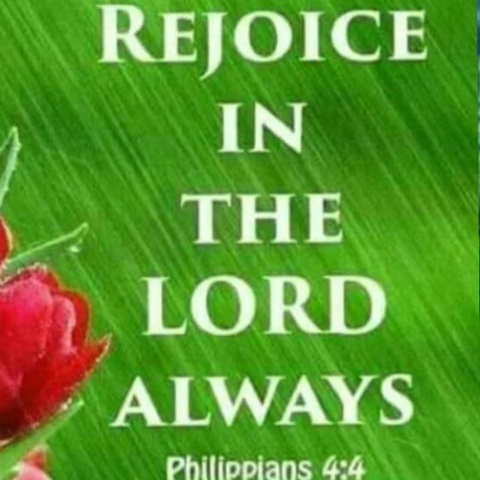 REJOICE
IN
THE
LORD
ALWAYS
Philippians 4:4